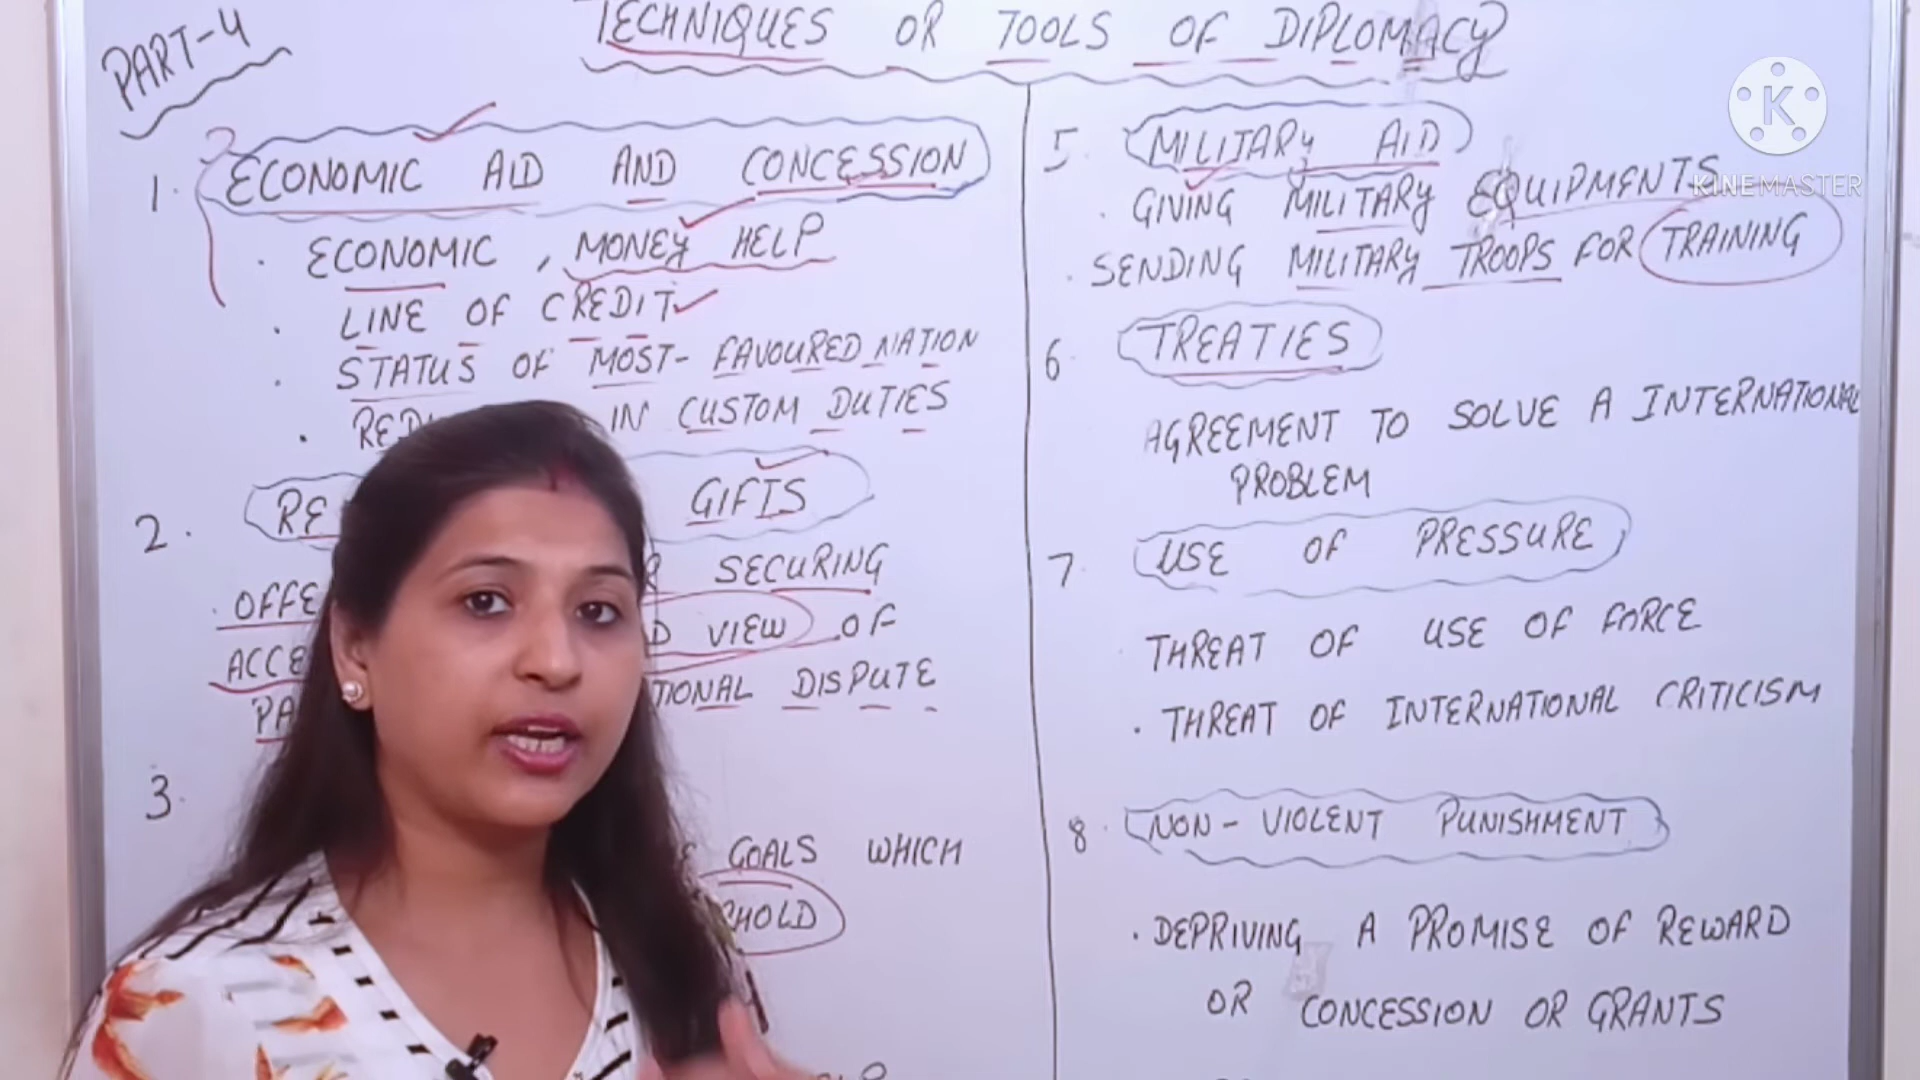 PART-4
TECHNIQUES OR TOOLS OF DIPLOMACY
1. ECONOMIC AID AND CONCESSION
. ECONOMIC, MONEY HELP
. LINE OF CREDIT
. STATUS OF MOST-FAVOURED NATION
. IN CUSTOM DUTIES
2. GIFTS
. SECURING
VIEW OF
DISPUTE
3.
GOALS WHICH
5. MILITARY AID
. GIVING MILITARY EQUIPMENTS
. SENDING MILITARY TROOPS FOR TRAINING
6. TREATIES
AGREEMENT TO SOLVE A INTERNATIONAL
PROBLEM
7. USE OF PRESSURE
THREAT OF USE OF FORCE
. THREAT OF INTERNATIONAL CRITICISM
8. NON-VIOLENT PUNISHMENT
. DEPRIVING A PROMISE OF REWARD
OR CONCESSION OR GRANTS
K
KINEMASTER